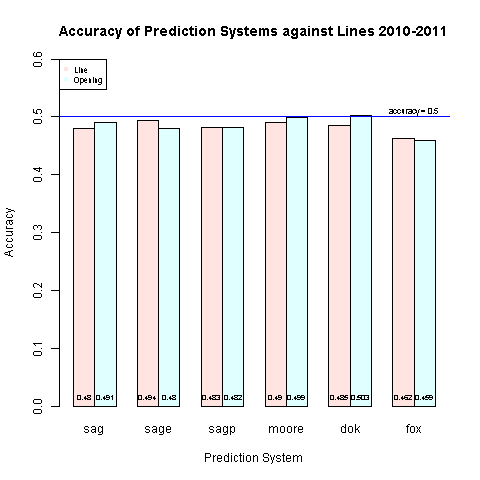 Accuracy of Prediction Systems against Lines 2010-2011
Line
Opening
accuracy = 0.5
Accuracy
0.6
0.5
0.4
0.3
0.2
0.1
0.0
0.48 0.491 0.494 0.48 0.483 0.482 0.49 0.499 0.485 0.503 0.462 0.459
sag sage sagp moore dok fox
Prediction System